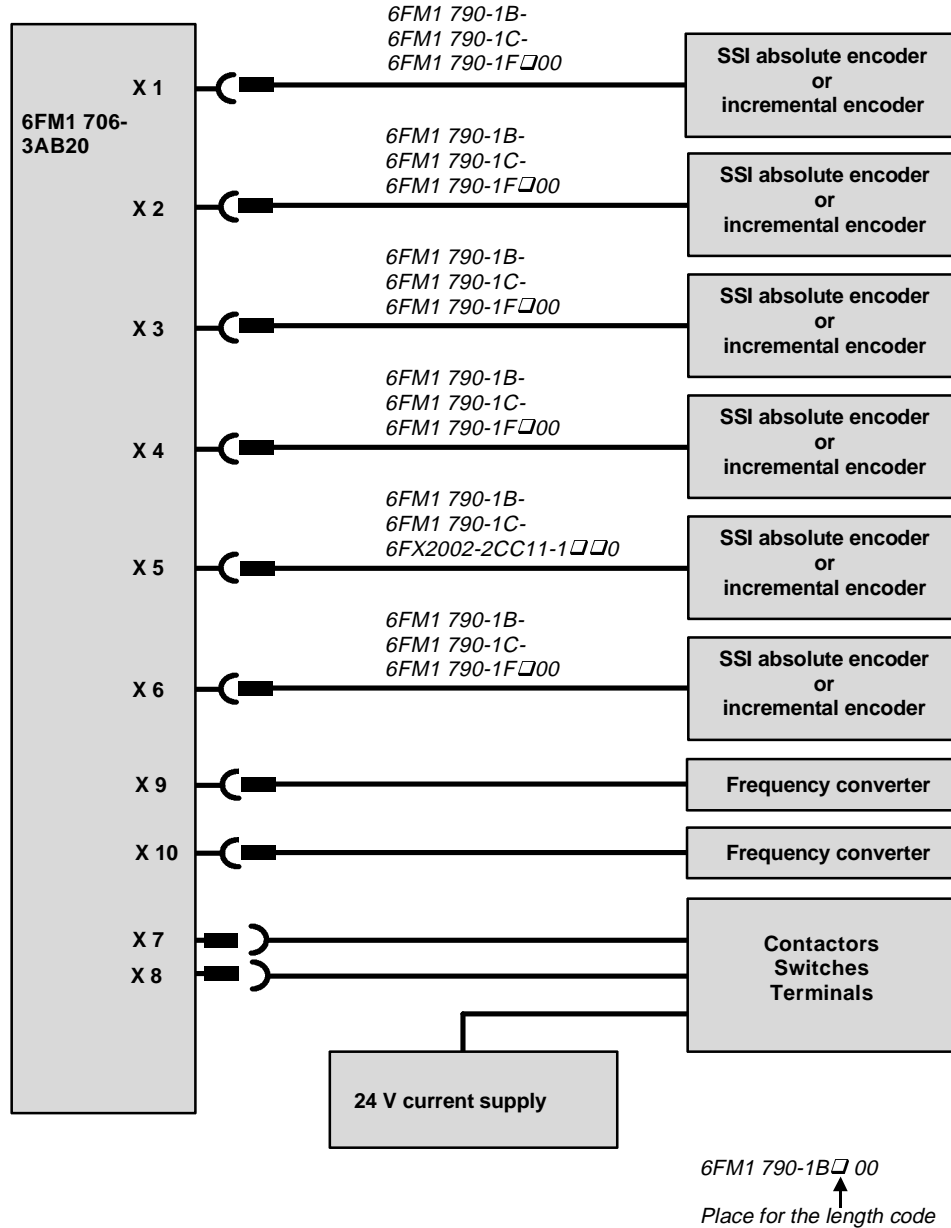 6FM1 706-
3AB20
6FM1 790-1B-
6FM1 790-1C-
6FM1 790-1F❑00
X 1
SSI absolute encoder
or
incremental encoder
6FM1 790-1B-
6FM1 790-1C-
6FM1 790-1F❑00
X 2
SSI absolute encoder
or
incremental encoder
6FM1 790-1B-
6FM1 790-1C-
6FM1 790-1F❑00
X 3
SSI absolute encoder
or
incremental encoder
6FM1 790-1B-
6FM1 790-1C-
6FM1 790-1F❑00
X 4
SSI absolute encoder
or
incremental encoder
6FM1 790-1B-
6FM1 790-1C-
6FX2002-2CC11-1❑❑0
X 5
SSI absolute encoder
or
incremental encoder
6FM1 790-1B-
6FM1 790-1C-
6FM1 790-1F❑00
X 6
SSI absolute encoder
or
incremental encoder
X 9
Frequency converter
X 10
Frequency converter
X 7
X 8
Contactors
Switches
Terminals
24 V current supply
6FM1 790-1B❑ 00
Place for the length code